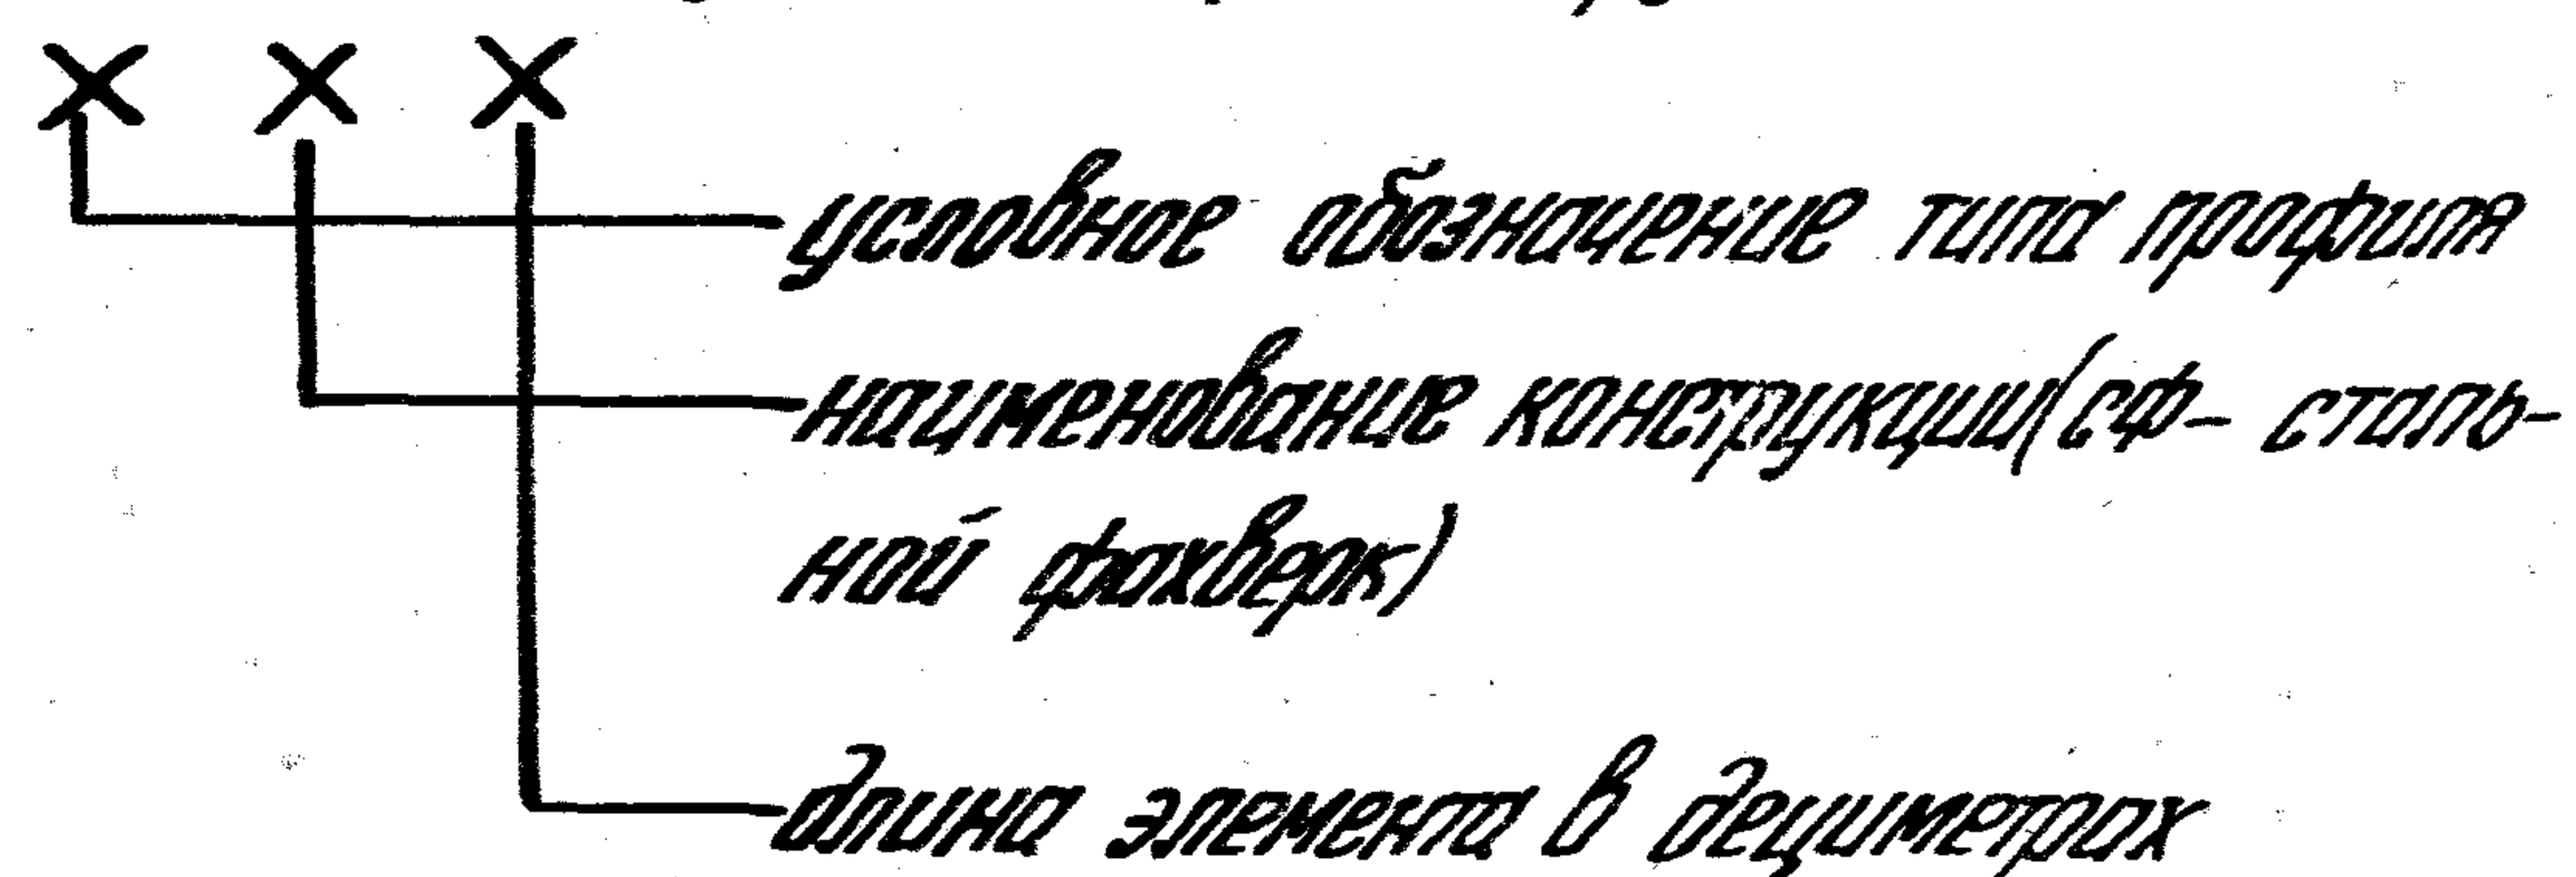 X X X
условное обозначение типа профиля
наименование конструкции (сф- сталь-
ной фахверк)
длина элемента в дециметрах